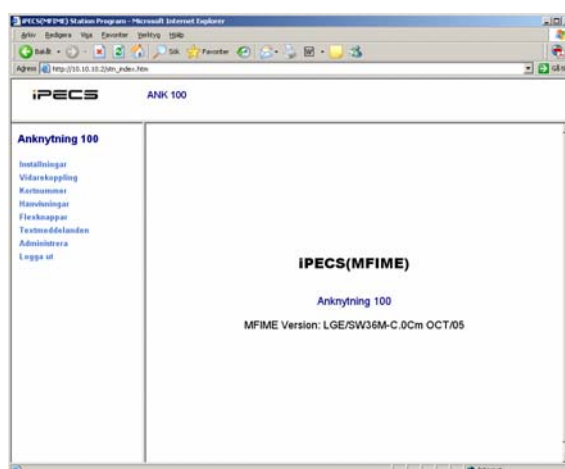 iPECS(MFIME) Station Program - Microsoft Internet Explorer
Arkiv Redigera Visa Favoriter Verktyg Hjälp
Bakåt Sök Favoriter
Adress http://10.10.10.2/stn_index.htm Gå till
iPECS ANK 100
Anknytning 100
Inställningar
Vidarekoppling
Kortnummer
Hänvisningar
Flexknappar
Textmeddelanden
Administrera
Logga ut
iPECS(MFIME)
Anknytning 100
MFIME Version: LGE/SW36M-C.0Cm OCT/05